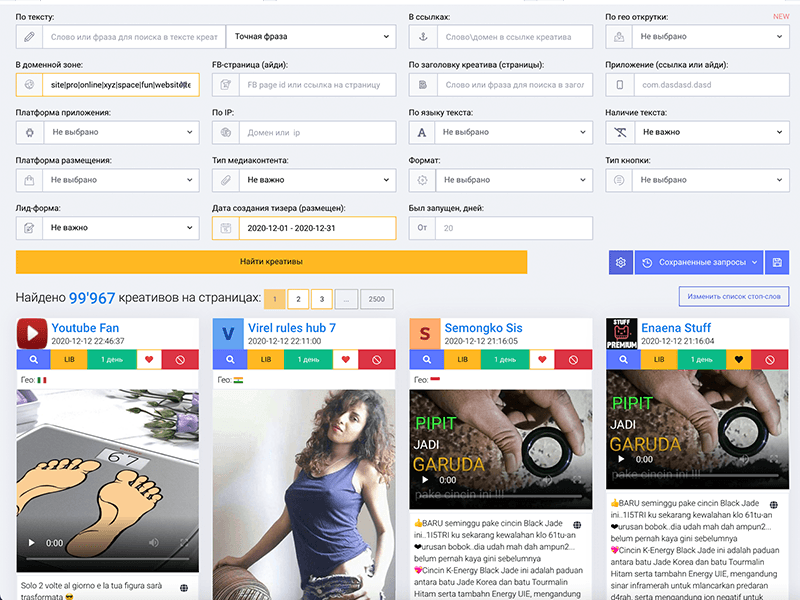 По тексту:
В ссылках:
По гео открутки:
NEW
Слово или фраза для поиска в тексте креат
Точная фраза
Слово\домен в ссылке креатива
Не выбрано
В доменной зоне:
FB-страница (айди):
По заголовку креатива (страницы):
Приложение (ссылка или айди):
site|pro|online|xyz|space|fun|website|te
FB page id или ссылка на страницу
Слово или фраза для поиска в загол
com.dasdasd.dasd
Платформа приложения:
По IP:
По языку текста:
Наличие текста:
Не выбрано
Домен или ip
Не выбрано
Не важно
Платформа размещения:
Тип медиаконтента:
Формат:
Тип кнопки:
Не выбрано
Не важно
Не выбрано
Не выбрано
Лид-форма:
Дата создания тизера (размещен):
Был запущен, дней:
Не важно
2020-12-01 - 2020-12-31
От
20
Найти креативы
Сохраненные запросы
Найдено 99'967 креативов на страницах:
1
2
3
...
2500
Изменить список стоп-слов
Youtube Fan
2020-12-12 22:46:37
LIB
1 день
Гео:
67
0:00
Solo 2 volte al giorno e la tua figura sarà
trasformata 😎
V
Virel rules hub 7
2020-12-12 22:11:00
LIB
1 день
Гео:
S
Semongko Sis
2020-12-12 21:16:05
LIB
1 день
Гео:
PIPIT
JADI
GARUDA
0:00
pake cincin ini !!!
👍BARU seminggu pake cincin Black Jade
ini..1I5TRI ku sekarang kewalahan klo 61tu-an
❤urusan bobok..dia udah mah dah ampun2...
belum pernah kaya gini sebelumnya
💖Cincin K-Energy Black Jade ini adalah paduan
antara batu Jade Korea dan batu Tourmalin
Hitam serta tambahn Energy UIE, mengandung
STUFF
PREMIUM
Enaena Stuff
2020-12-12 21:16:04
LIB
1 день
Гео:
PIPIT
JADI
GARUDA
0:00
pake cincin ini !!!
👍BARU seminggu pake cincin Black Jade
ini..1I5TRI ku sekarang kewalahan klo 61tu-an
❤urusan bobok..dia udah mah dah ampun2...
belum pernah kaya gini sebelumnya
💖Cincin K-Energy Black Jade ini adalah paduan
antara batu Jade Korea dan batu Tourmalin
Hitam serta tambahn Energy UIE, mengandung
sinar inframerah untuk mlancarkan predaran
d4rah, serta mengandung ion negatif untuk